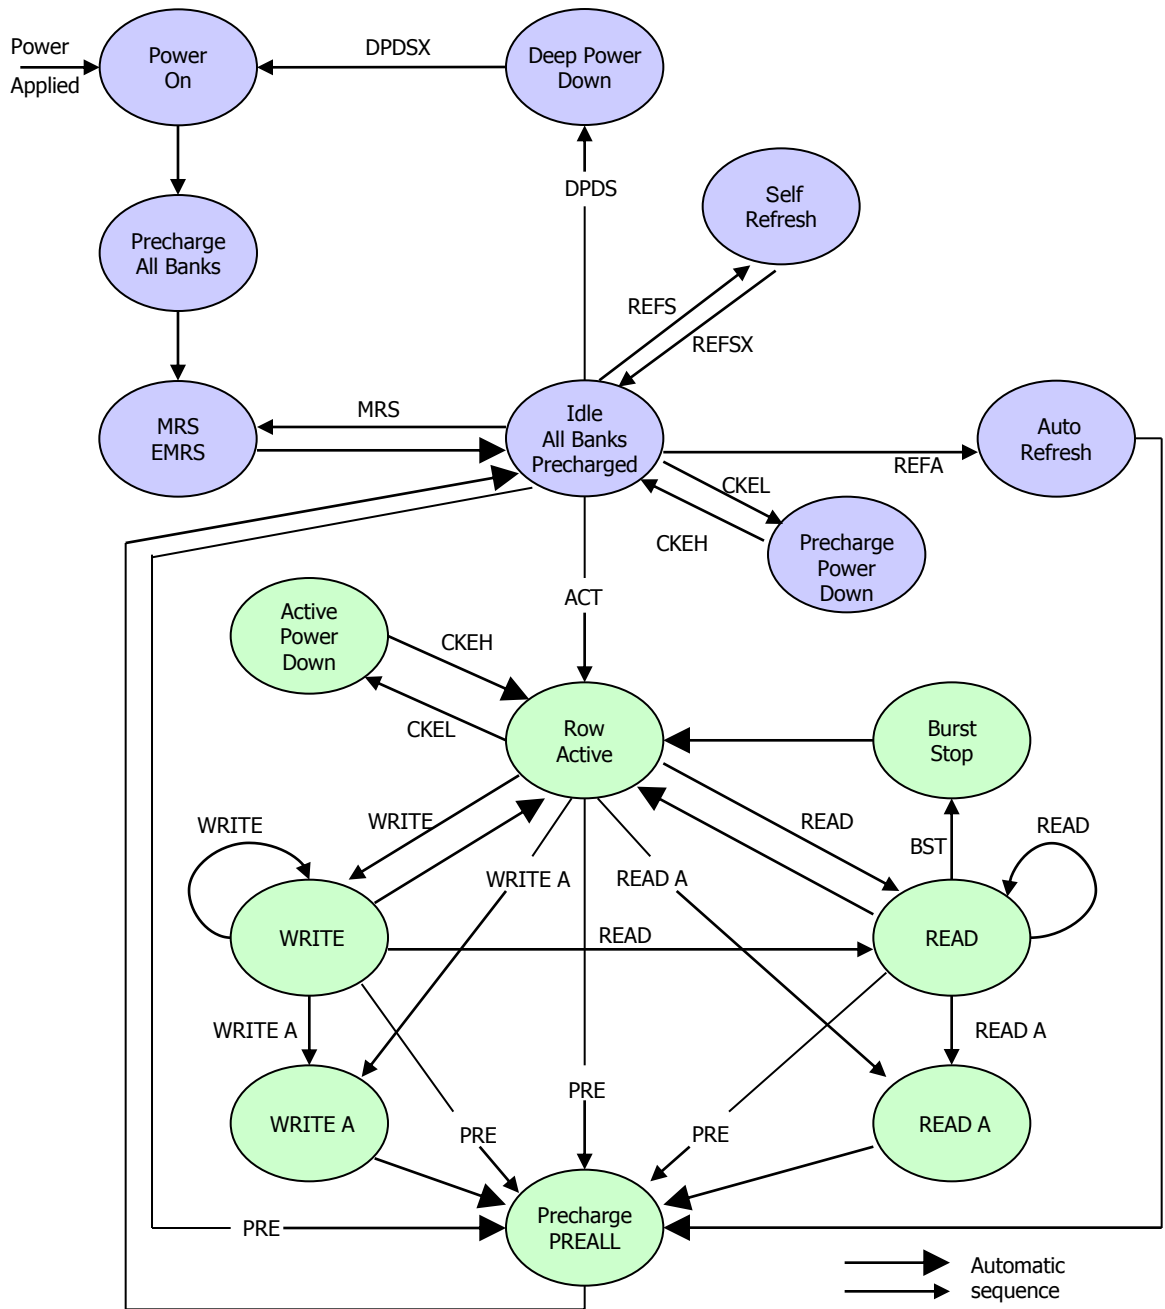 Power
Applied
Power
On
DPDSX
Deep Power
Down
DPDS
Self
Refresh
Precharge
All Banks
REFS
REFSX
MRS
EMRS
MRS
Idle
All Banks
Precharged
Auto
Refresh
REFA
CKEL
CKEH
Precharge
Power
Down
ACT
Active
Power
Down
CKEH
CKEL
Row
Active
Burst
Stop
WRITE
WRITE
READ
BST
READ
WRITE A
READ A
WRITE
READ
READ
WRITE A
READ A
WRITE A
PRE
READ A
PRE
PRE
PRE
Precharge
PREALL
Automatic
sequence